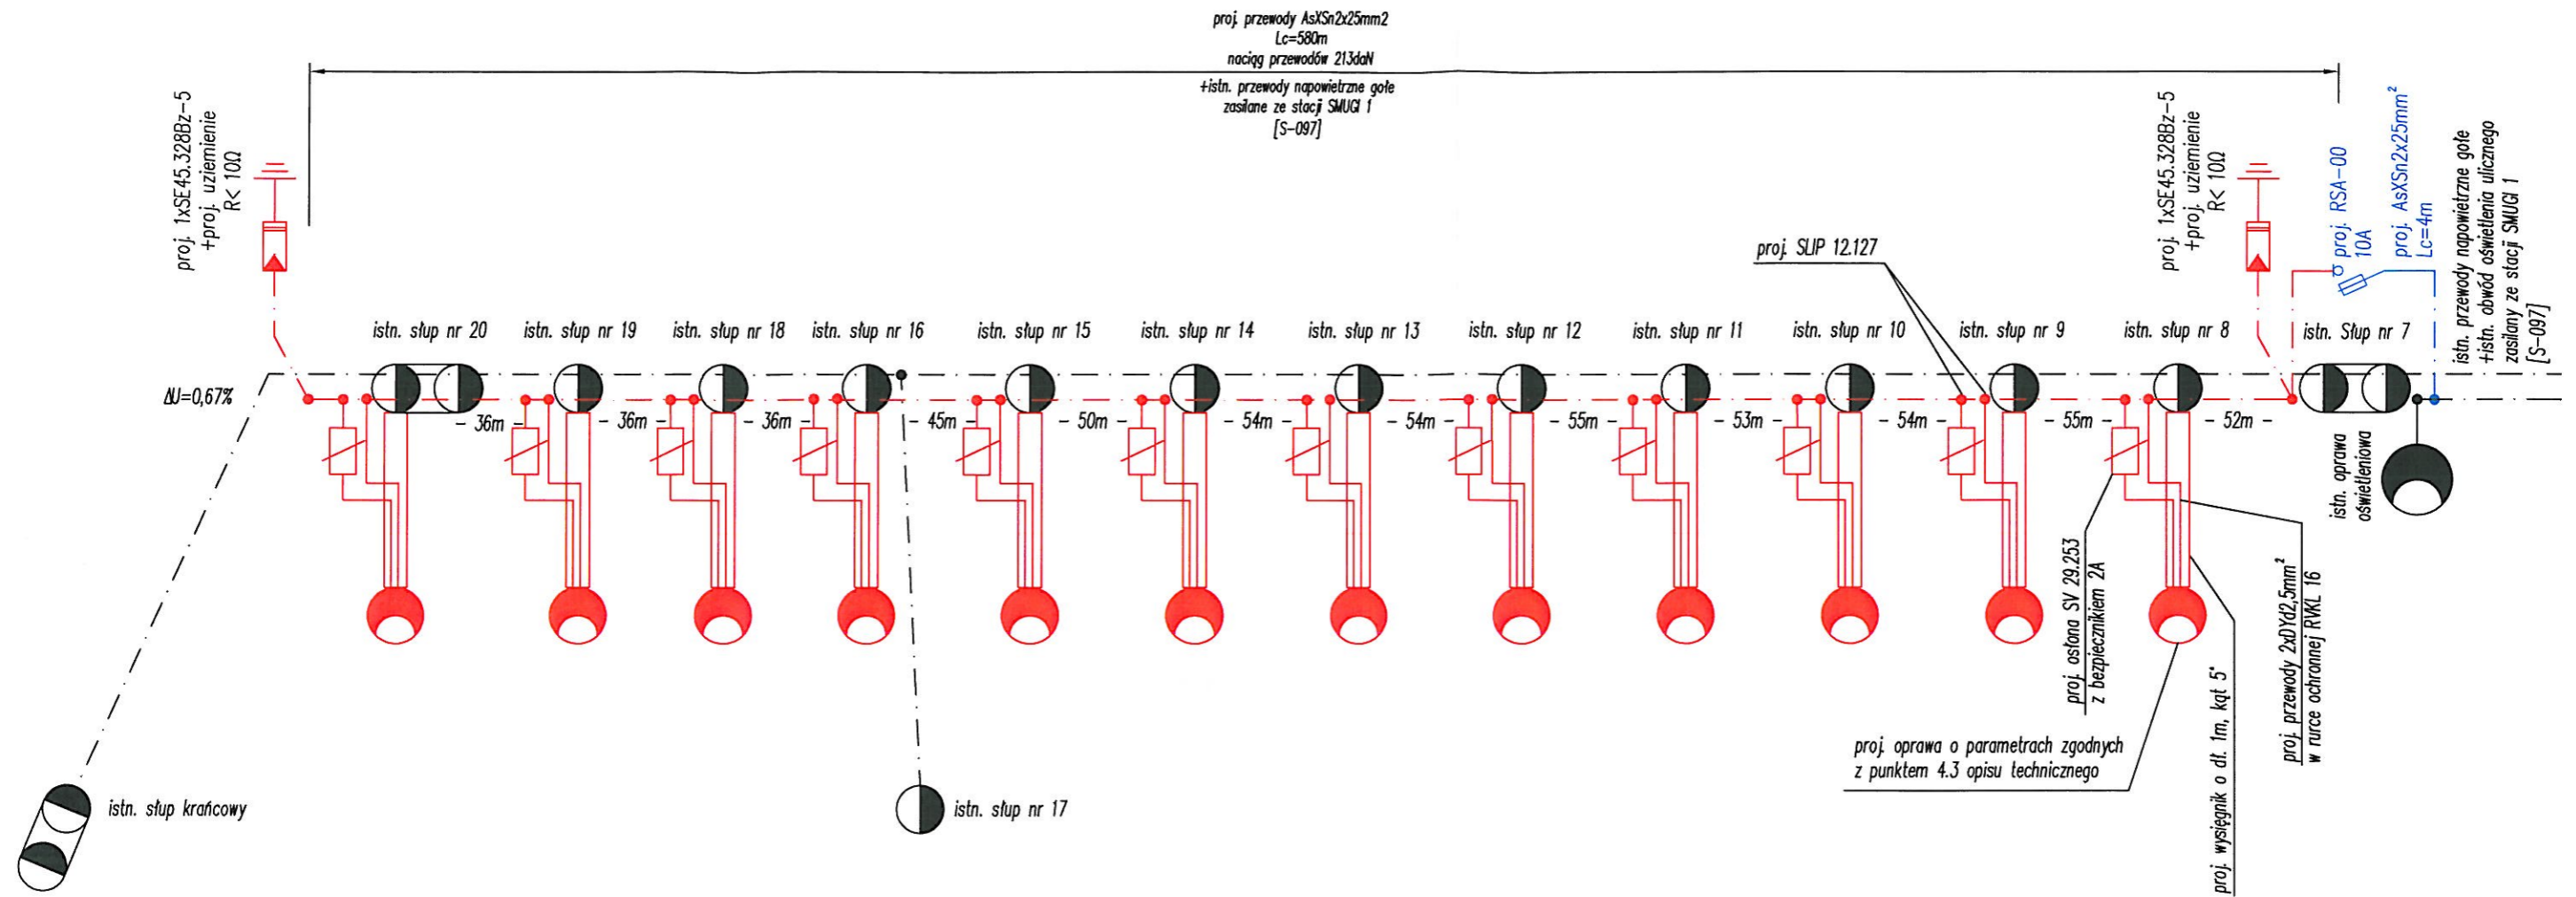 proj. przewody AsXSn2x25mm2
Lc=580m
naciąg przewodów 213daN
+istn. przewody napowietrzne gołe
zasilane ze stacji SMUGI 1
[S-097]
proj. 1xSE45.328Bz-5
+proj. uziemienie
R< 10Ω
proj. 1xSE45.328Bz-5
+proj. uziemienie
R< 10Ω
proj. RSA-00
10A
proj. AsXSn2x25mm²
Lc=4m
istn. przewody napowietrzne gołe
+istn. obwód oświetlenia ulicznego
zasilany ze stacji SMUGI 1
[S-097]
proj. SLIP 12.127
istn. słup nr 20
istn. słup nr 19
istn. słup nr 18
istn. słup nr 16
istn. słup nr 15
istn. słup nr 14
istn. słup nr 13
istn. słup nr 12
istn. słup nr 11
istn. słup nr 10
istn. słup nr 9
istn. słup nr 8
istn. Słup nr 7
ΔU=0,67%
- 36m -
- 36m -
- 36m -
- 45m -
- 50m -
- 54m -
- 54m -
- 55m -
- 53m -
- 54m -
- 55m -
- 52m -
istn. oprawa
oświetleniowa
proj. osłona SV 29.253
z bezpiecznikiem 2A
proj. przewody 2xDYd2,5mm²
w rurce ochronnej RVKL 16
proj. wysięgnik o dł. 1m, kąt 5°
proj. oprawa o parametrach zgodnych
z punktem 4.3 opisu technicznego
istn. słup krańcowy
istn. słup nr 17